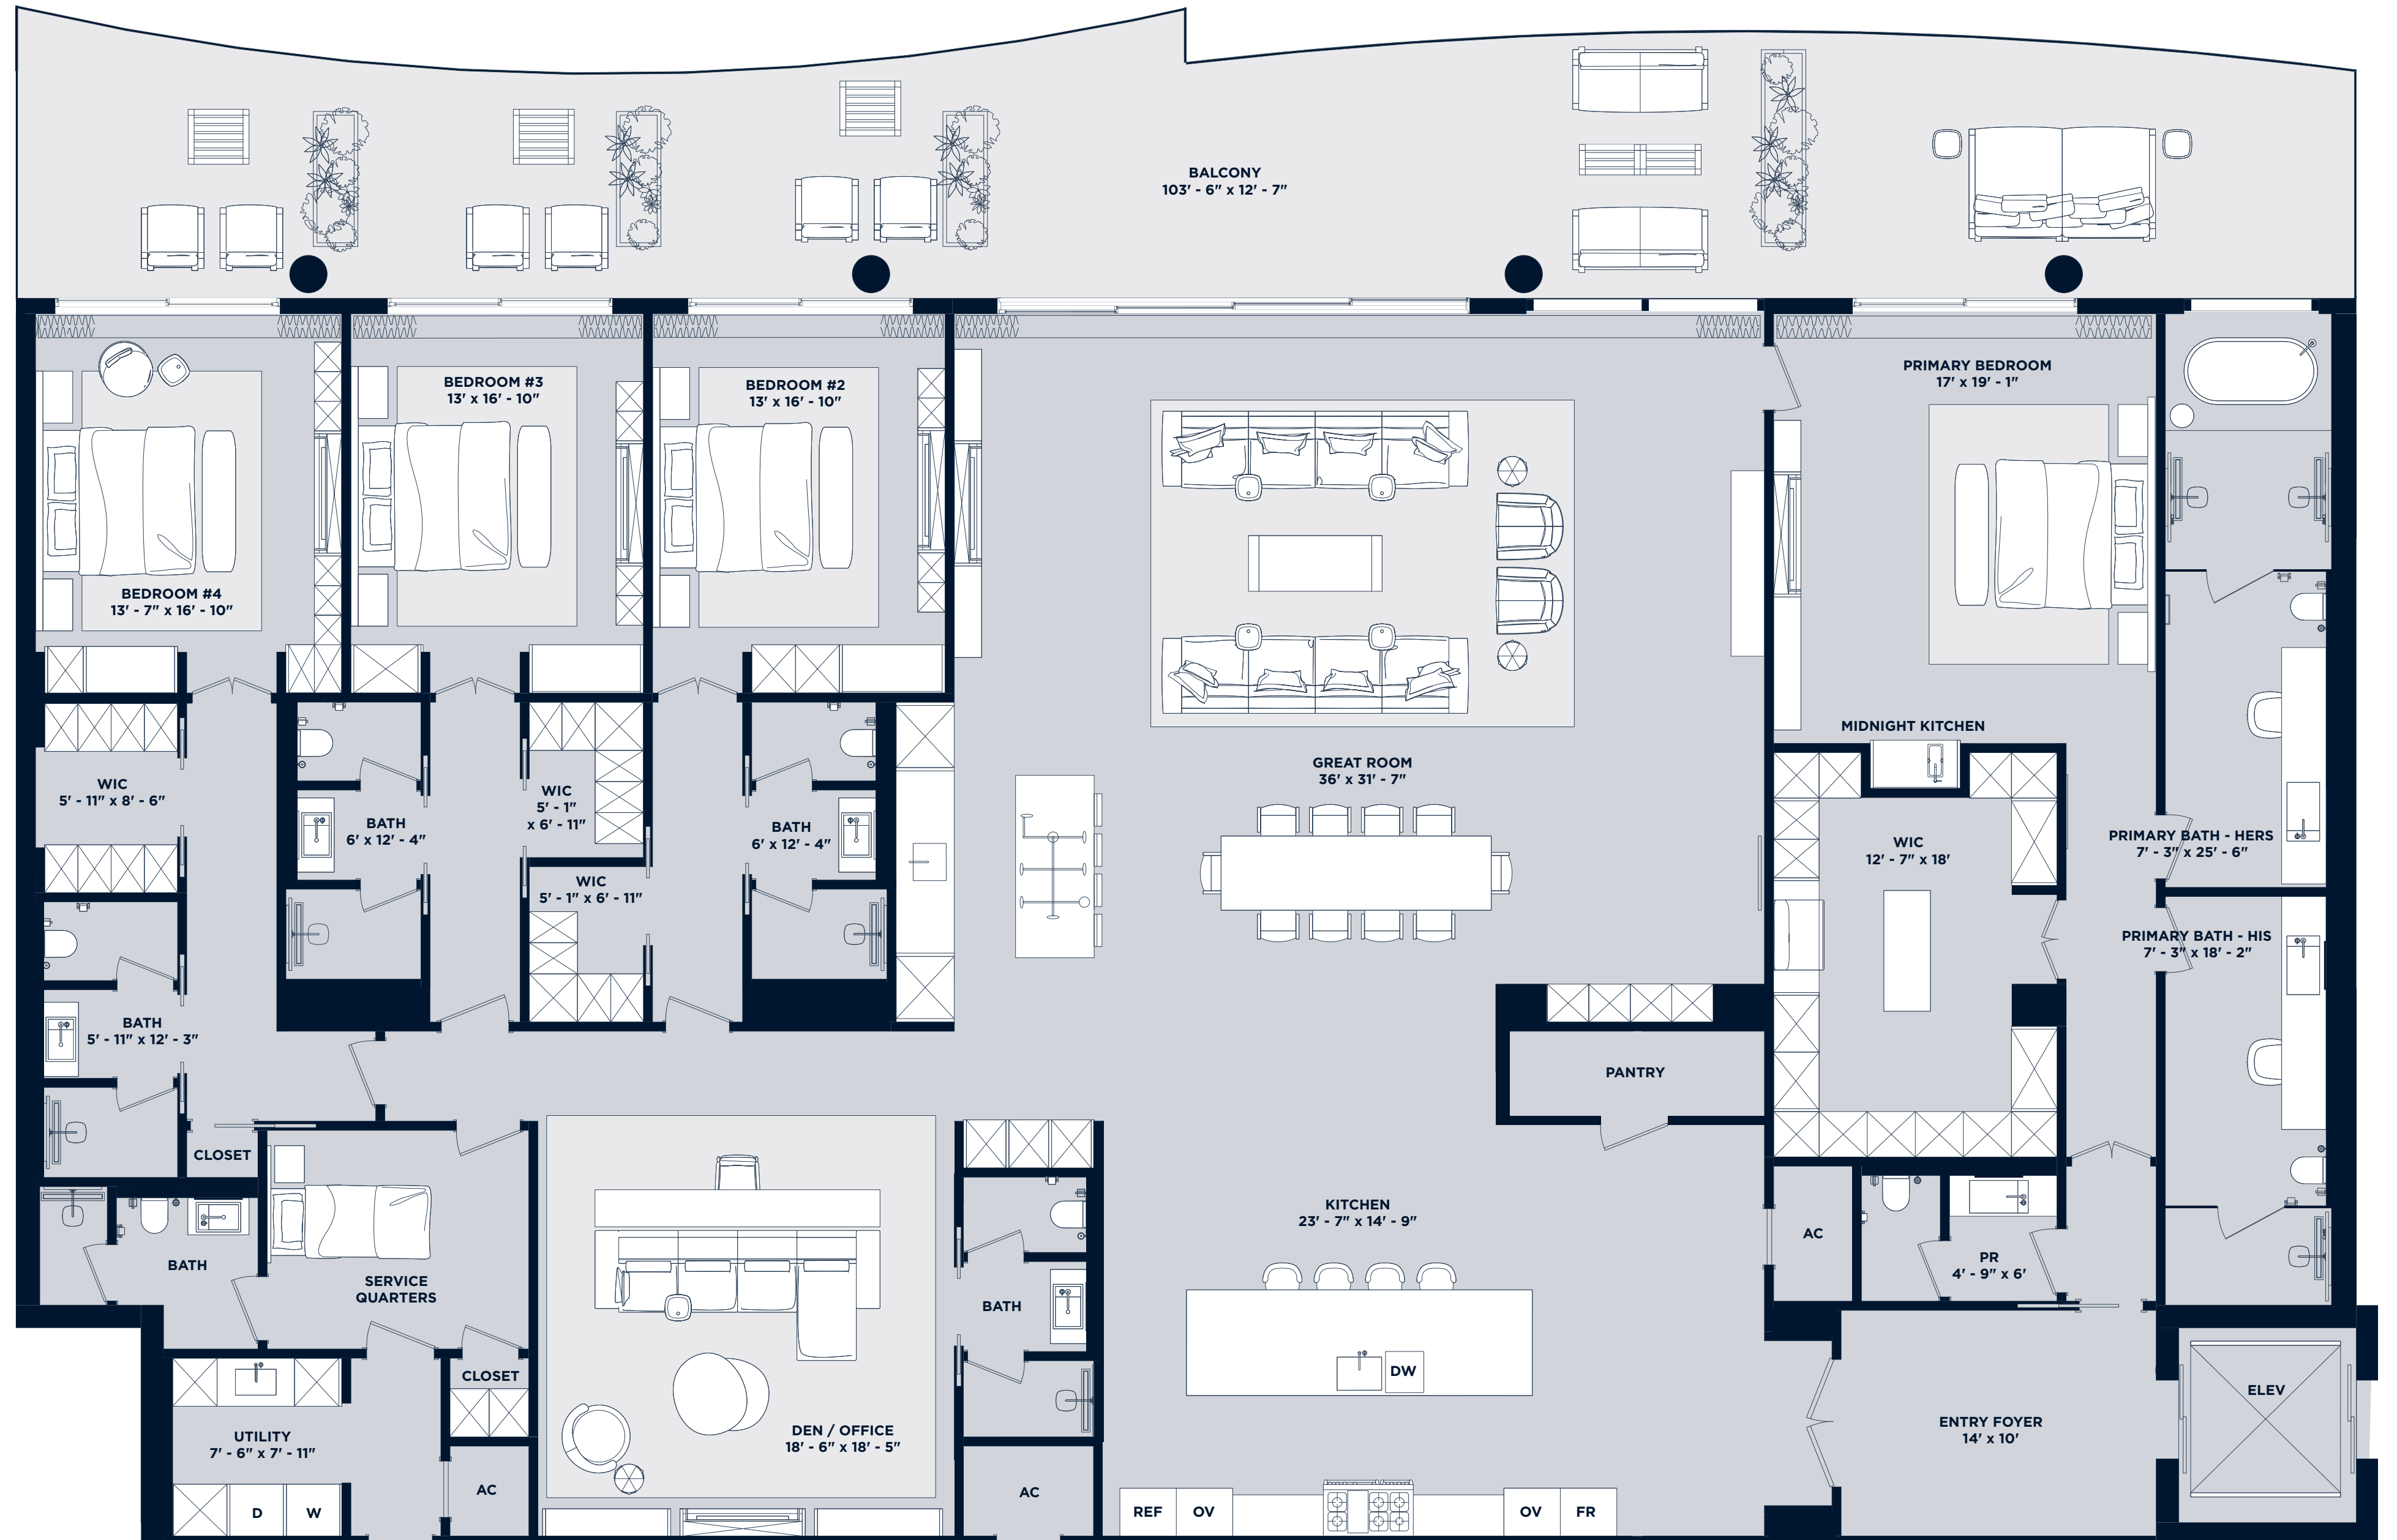 BALCONY
103' - 6" x 12' - 7"
PRIMARY BEDROOM
17' x 19' - 1"
BEDROOM #3
13' x 16' - 10"
BEDROOM #2
13' x 16' - 10"
BEDROOM #4
13' - 7" x 16' - 10"
MIDNIGHT KITCHEN
GREAT ROOM
36' x 31' - 7"
WIC
5' - 11" x 8' - 6"
BATH
6' x 12' - 4"
WIC
5' - 1"
x 6' - 11"
BATH
6' x 12' - 4"
WIC
12' - 7" x 18'
PRIMARY BATH - HERS
7' - 3" x 25' - 6"
WIC
5' - 1" x 6' - 11"
PRIMARY BATH - HIS
7' - 3" x 18' - 2"
BATH
5' - 11" x 12' - 3"
PANTRY
CLOSET
KITCHEN
23' - 7" x 14' - 9"
AC
BATH
PR
4' - 9" x 6'
SERVICE
QUARTERS
BATH
CLOSET
DW
ELEV
UTILITY
7' - 6" x 7' - 11"
DEN / OFFICE
18' - 6" x 18' - 5"
ENTRY FOYER
14' x 10'
AC
AC
D
W
REF
OV
OV
FR